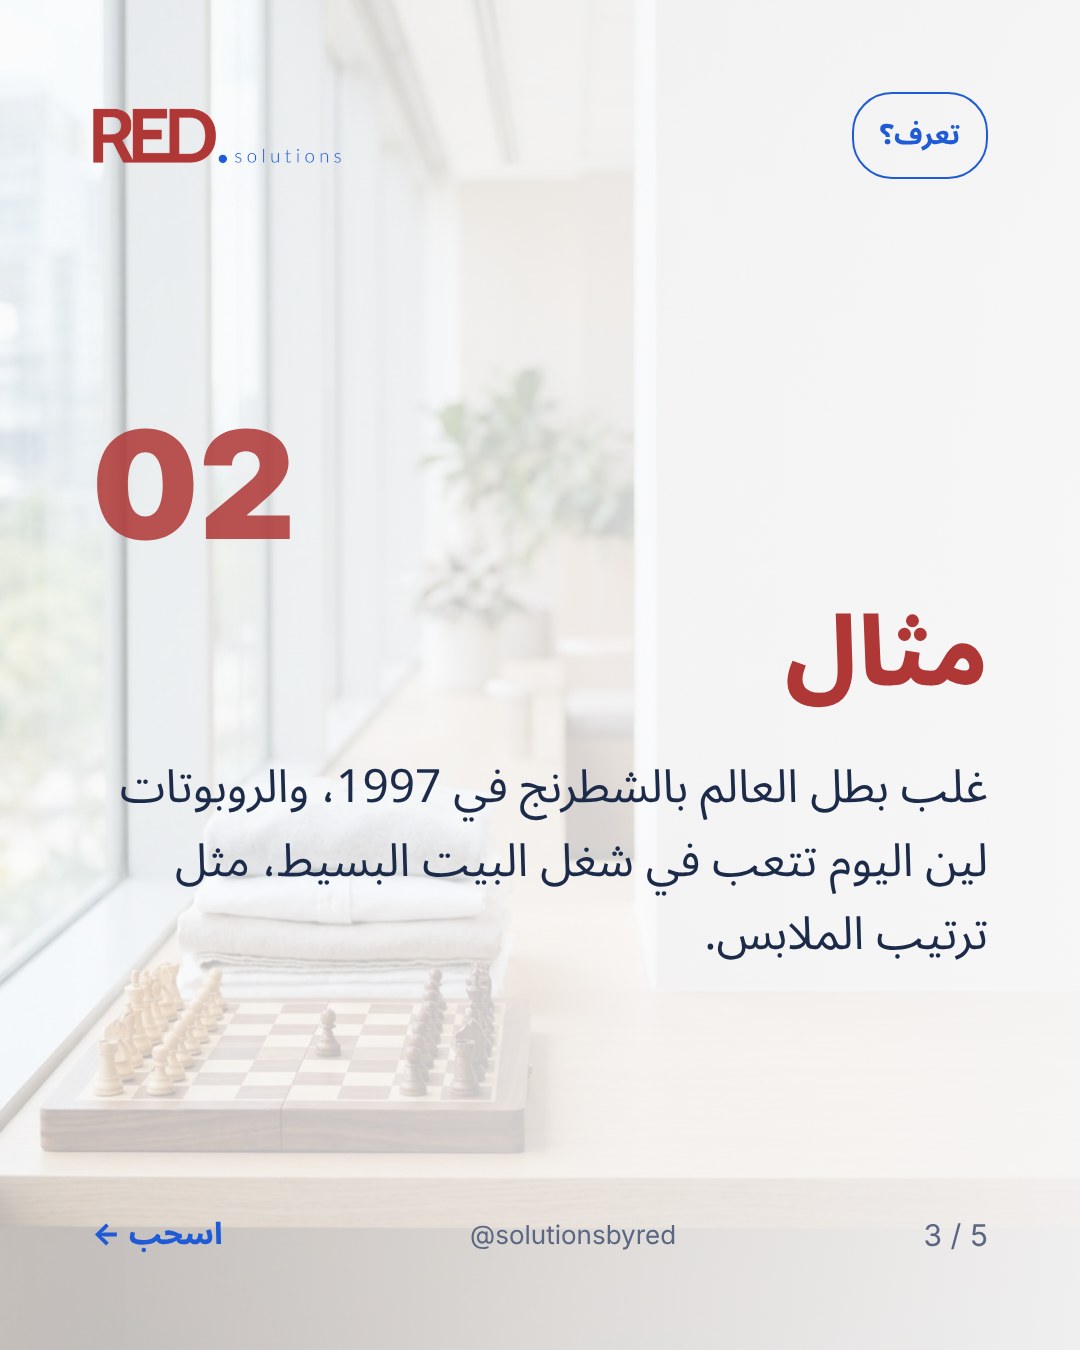 RED.solutions
تعرف؟
02
مثال
غلب بطل العالم بالشطرنج في 1997، والروبوتات
لين اليوم تتعب في شغل البيت البسيط، مثل
ترتيب الملابس.
اسحب ←
@solutionsbyred
3 / 5